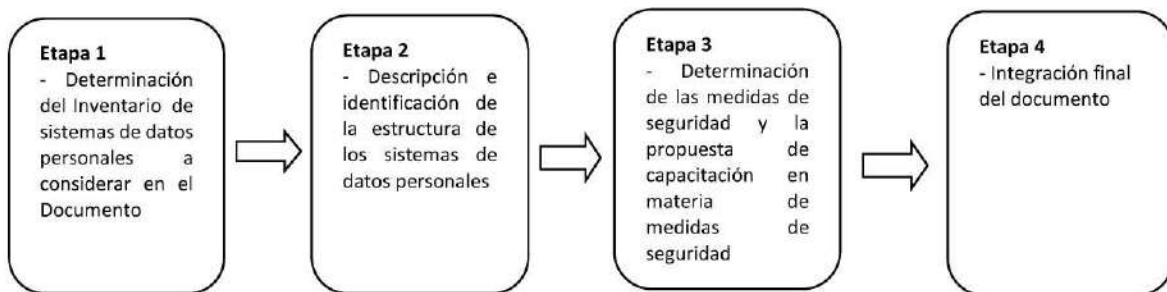 Etapa 1
- Determinación
del Inventario de
sistemas de datos
personales a
considerar en el
Documento
Etapa 2
- Descripción e
identificación de
la estructura de
los sistemas de
datos personales
Etapa 3
- Determinación
de las medidas de
seguridad y la
propuesta de
capacitación en
materia de
medidas de
seguridad
Etapa 4
- Integración final
del documento